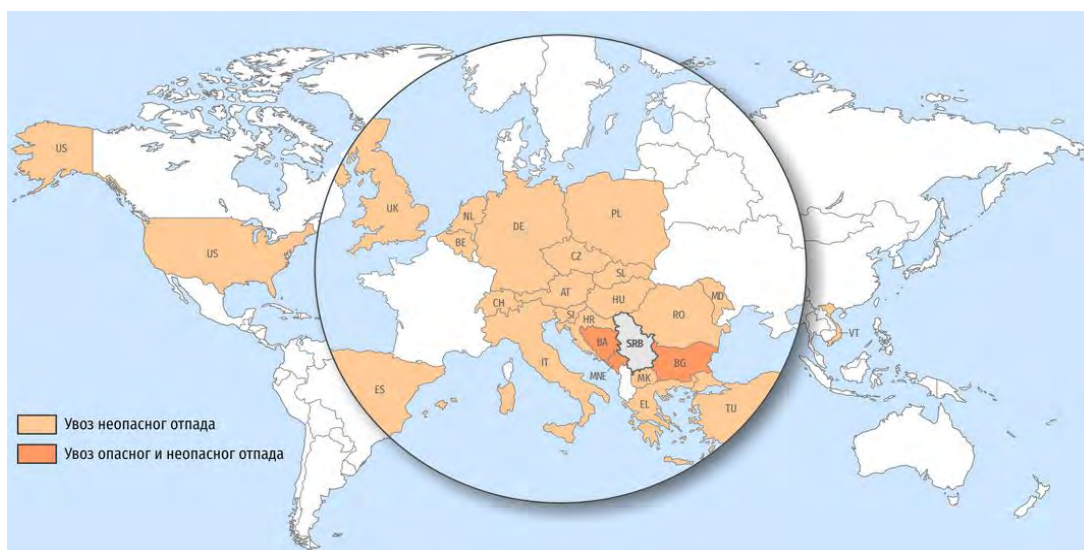 US
US
UK
NL
BE
DE
PL
CZ
SL
AT
CH
HU
MD
SI
HR
RO
BA
SRB
BG
IT
MNE
MK
ES
EL
TU
VT
Увоз неопасног отпада
Увоз опасног и неопасног отпада